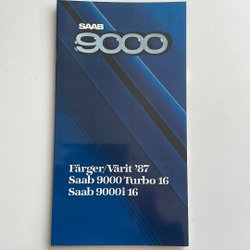 SAAB
9000
Färger/Värit '87
Saab 9000 Turbo 16
Saab 9000i 16